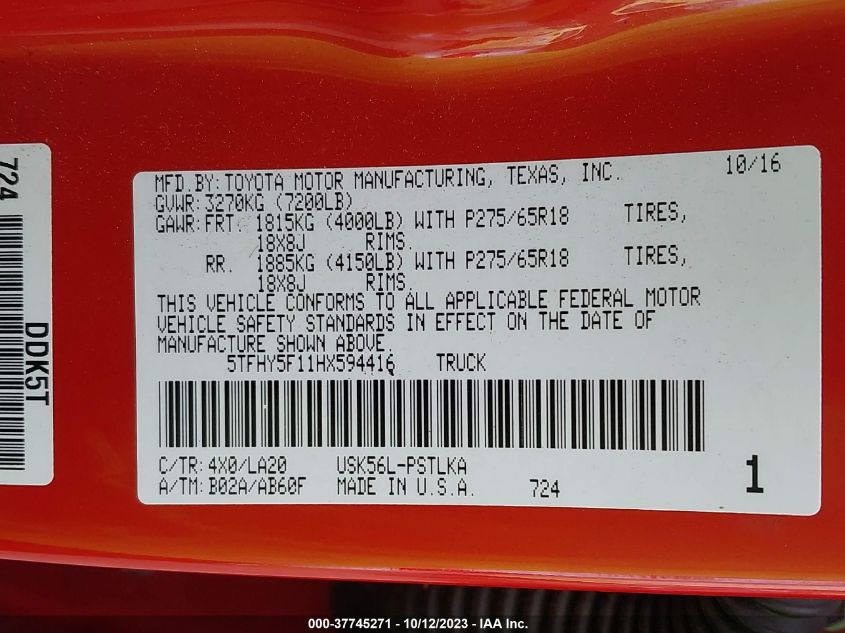 MFD.BY:TOYOTA MOTOR MANUFACTURING, TEXAS, INC. 10/16
GVWR:3270KG (7200LB)
GAWR:FRT. 1815KG (4000LB) WITH P275/65R18 TIRES,
18X8J RIMS.
RR. 1885KG (4150LB) WITH P275/65R18 TIRES,
18X8J RIMS.
THIS VEHICLE CONFORMS TO ALL APPLICABLE FEDERAL MOTOR
VEHICLE SAFETY STANDARDS IN EFFECT ON THE DATE OF
MANUFACTURE SHOWN ABOVE.
5TFHY5F11HX594416 TRUCK
C/TR:4X0/LA20 USK56L-PSTLKA
A/TM:B02A/AB60F MADE IN U.S.A. 724 1
724
DDK5T
000-37745271 - 10/12/2023 - IAA Inc.